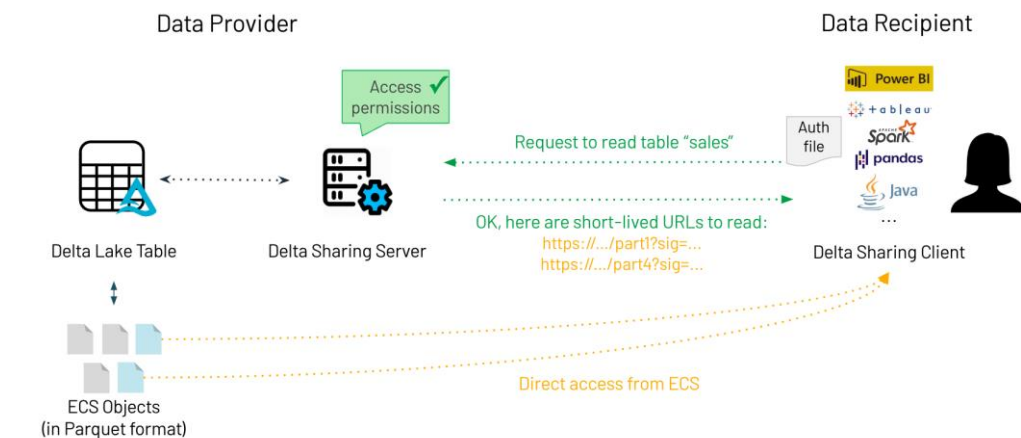 Data Provider
Data Recipient
Access
permissions
Power BI
+ a b l e a u
Auth
file
APACHE
Spark
pandas
Java
...
Request to read table “sales”
OK, here are short-lived URLs to read:
https://.../part1?sig=...
https://.../part4?sig=...
Delta Lake Table
Delta Sharing Server
Delta Sharing Client
Direct access from ECS
ECS Objects
(in Parquet format)